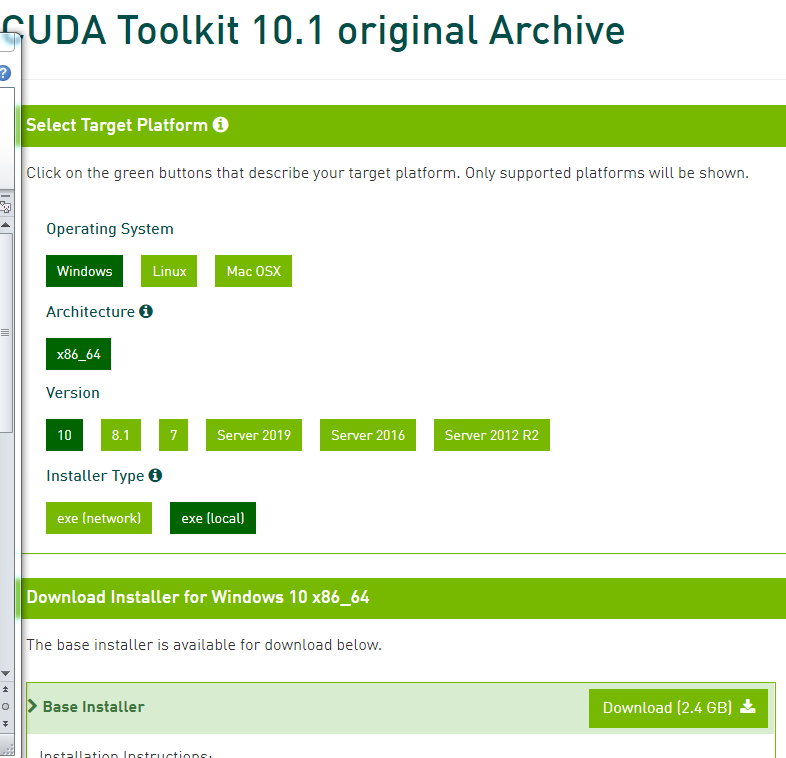 CUDA Toolkit 10.1 original Archive
?
Select Target Platform
Click on the green buttons that describe your target platform. Only supported platforms will be shown.
Operating System
Windows Linux Mac OSX
Architecture
x86_64
Version
10 8.1 7 Server 2019 Server 2016 Server 2012 R2
Installer Type
exe (network) exe (local)
Download Installer for Windows 10 x86_64
The base installer is available for download below.
Base Installer Download (2.4 GB)
Installation Instructions: